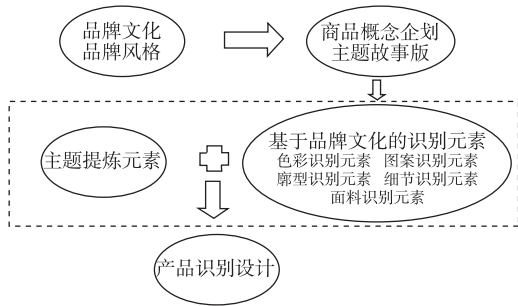 品牌文化
品牌风格
商品概念企划
主题故事版
主题提炼元素
基于品牌文化的识别元素
色彩识别元素 图案识别元素
廓型识别元素 细节识别元素
面料识别元素
产品识别设计